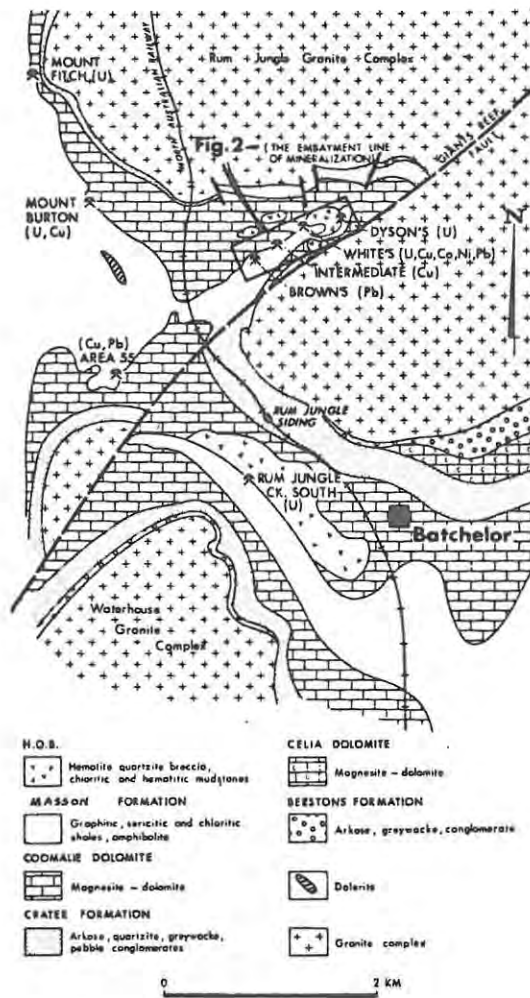 Rum Jungle Granite Complex
MOUNT
FITCH (U)
Fig. 2 – (THE EMBAYMENT LINE
OF MINERALIZATION)
GIANTS REEF
FAULT
MOUNT
BURTON
(U, Cu)
N
DYSON'S (U)
WHITE'S (U,Cu,Co,Ni,Pb)
INTERMEDIATE (Cu)
BROWN'S (Pb)
(Cu, Pb)
AREA 55
RUM JUNGLE
SIDING
RUM JUNGLE
CK. SOUTH
(U)
Batchelor
Waterhouse
Granite
Complex
H.Q.B.
Hematite quartzite breccia,
chloritic and hematitic mudstones
MASSON FORMATION
Graphitic, sericitic and chloritic
shales, amphibolite
COOMALIE DOLOMITE
Magnesite – dolomite
CRATER FORMATION
Arkose, quartzite, greywacke,
pebble conglomerates
CELIA DOLOMITE
Magnesite – dolomite
BEESTONS FORMATION
Arkose, greywacke, conglomerate
Dolerite
Granite complex
0 2 KM